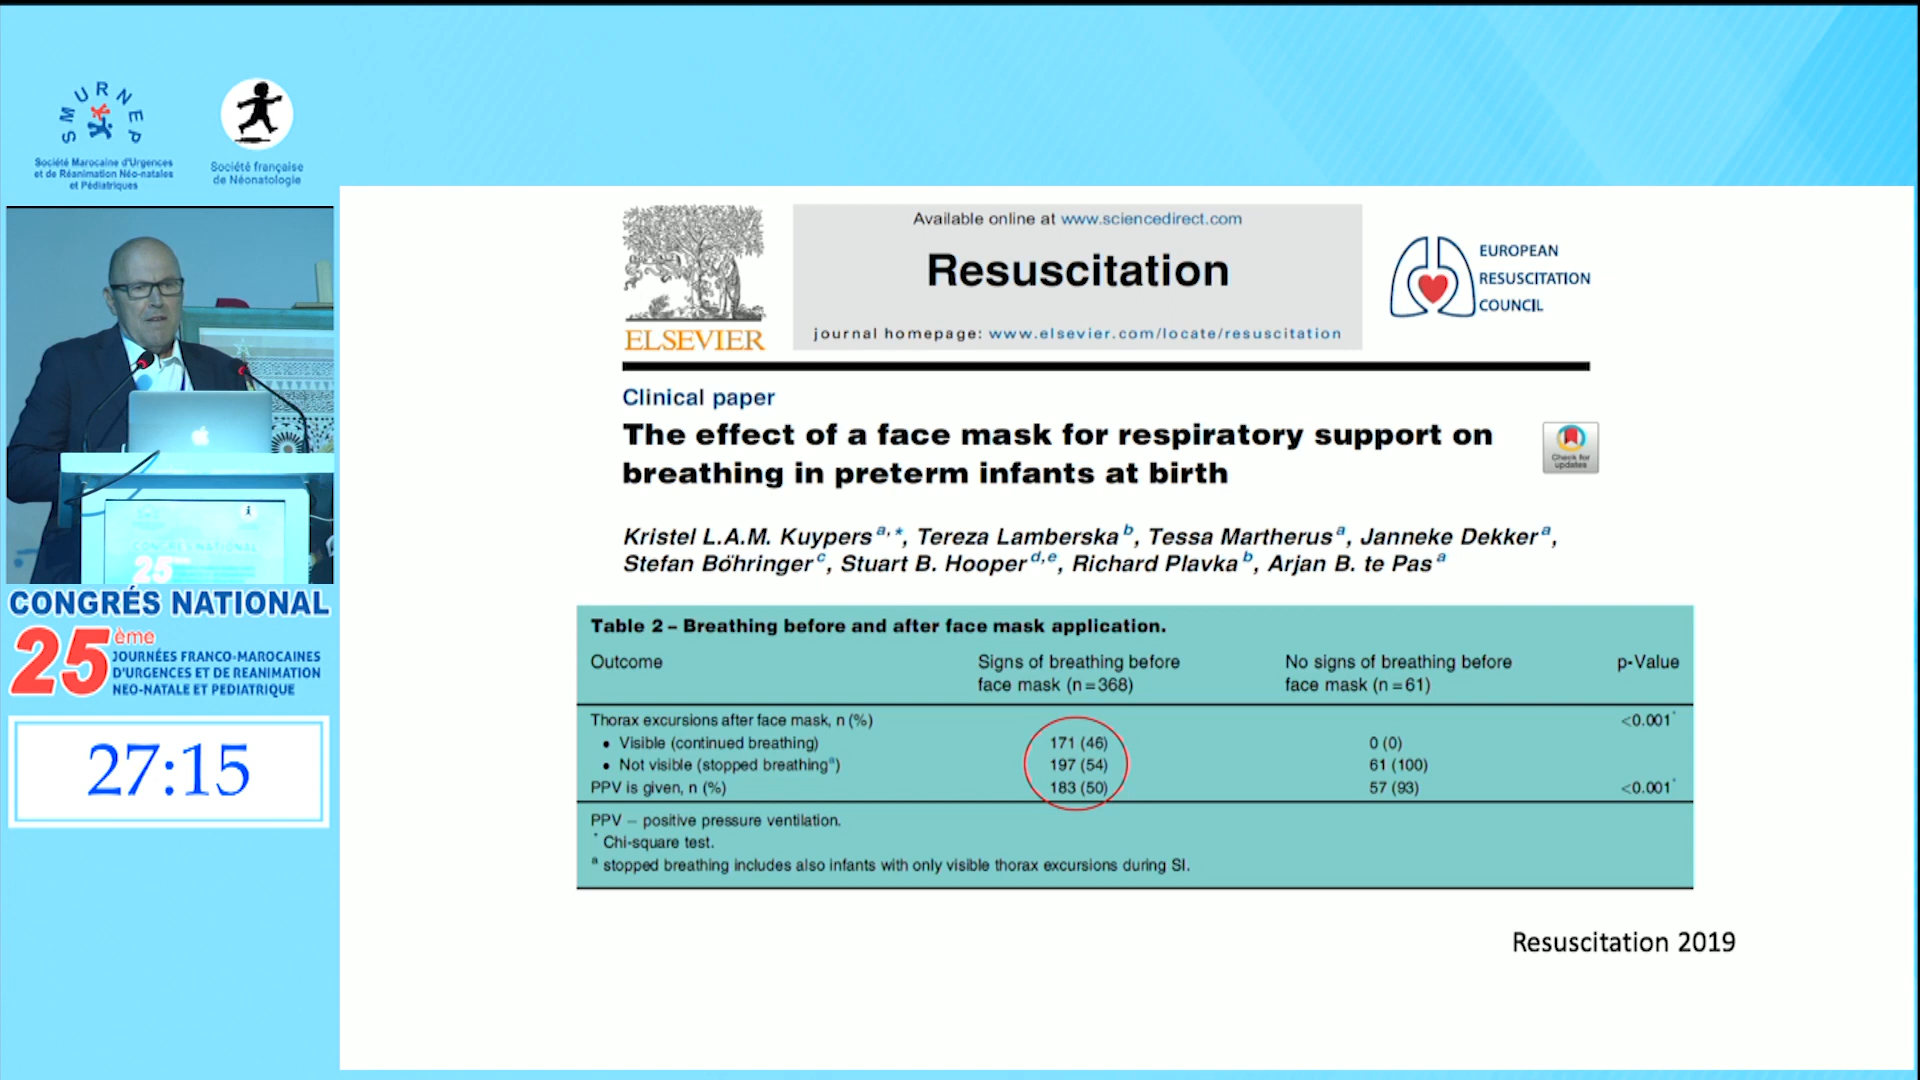 SMURNEP
Société Marocaine d'Urgences
et de Réanimation Néo-natales
et Pédiatriques
Société française
de Néonatologie
CONGRÉS NATIONAL
25ème
JOURNÉES FRANCO-MAROCAINES
D'URGENCES ET DE REANIMATION
NEO-NATALE ET PEDIATRIQUE
27:15
ELSEVIER
Available online at www.sciencedirect.com
Resuscitation
journal homepage: www.elsevier.com/locate/resuscitation
EUROPEAN
RESUSCITATION
COUNCIL
Clinical paper
The effect of a face mask for respiratory support on
breathing in preterm infants at birth
Check for
updates
Kristel L.A.M. Kuypers a,*, Tereza Lamberska b, Tessa Martherus a, Janneke Dekker a,
Stefan Böhringer c, Stuart B. Hooper d,e, Richard Plavka b, Arjan B. te Pas a
Table 2 – Breathing before and after face mask application.
Outcome Signs of breathing before face mask (n=368) No signs of breathing before face mask (n=61) p-Value
Thorax excursions after face mask, n (%) <0.001*
• Visible (continued breathing) 171 (46) 0 (0)
• Not visible (stopped breathing a) 197 (54) 61 (100)
PPV is given, n (%) 183 (50) 57 (93) <0.001*
PPV – positive pressure ventilation.
* Chi-square test.
a stopped breathing includes also infants with only visible thorax excursions during SI.
Resuscitation 2019